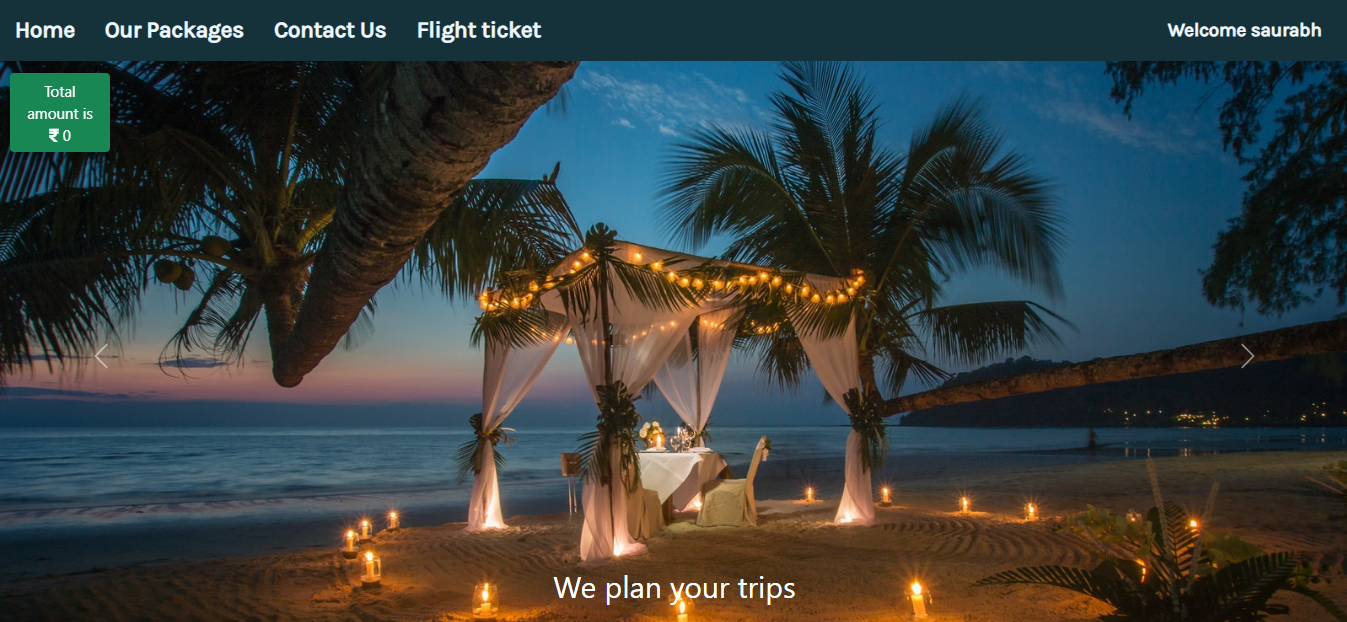 Home Our Packages Contact Us Flight ticket Welcome saurabh
Total
amount is
₹ 0
We plan your trips